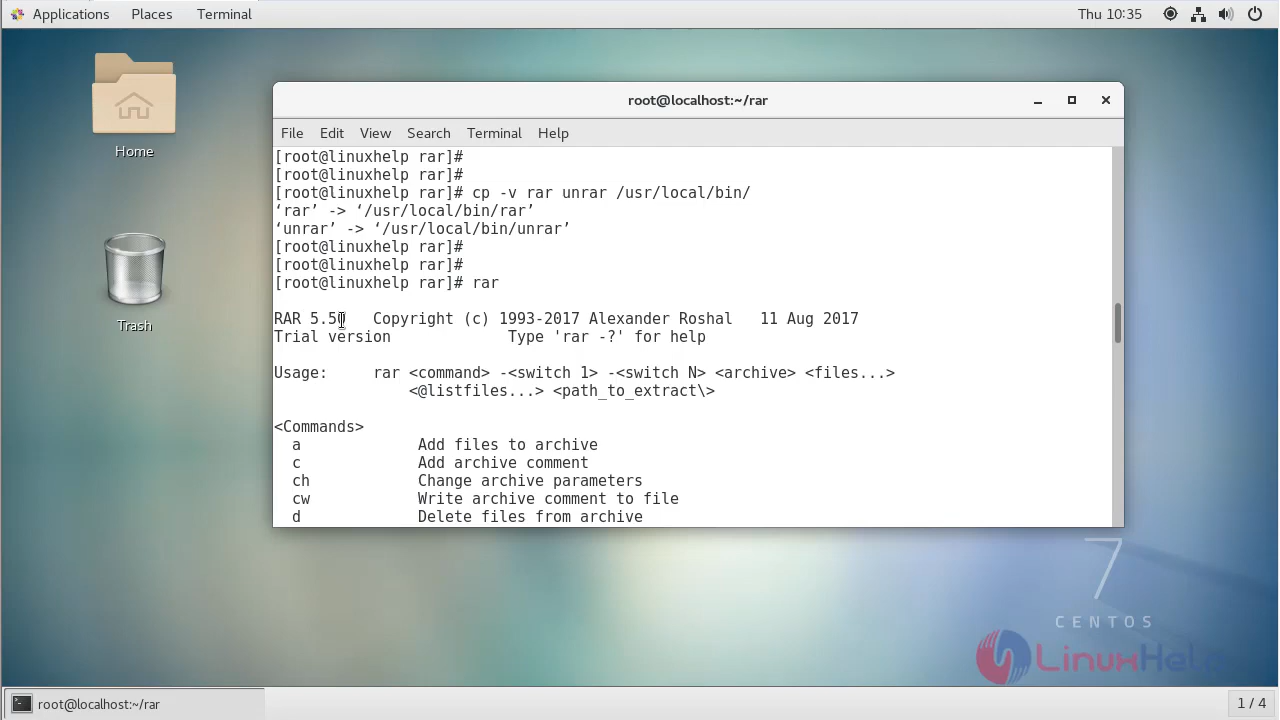 Applications Places Terminal Thu 10:35
Home
Trash
root@localhost:~/rar
File Edit View Search Terminal Help
[root@linuxhelp rar]#
[root@linuxhelp rar]#
[root@linuxhelp rar]# cp -v rar unrar /usr/local/bin/
‘rar’ -> ‘/usr/local/bin/rar’
‘unrar’ -> ‘/usr/local/bin/unrar’
[root@linuxhelp rar]#
[root@linuxhelp rar]#
[root@linuxhelp rar]# rar
RAR 5.50 Copyright (c) 1993-2017 Alexander Roshal 11 Aug 2017
Trial version Type 'rar -?' for help
Usage: rar <command> -<switch 1> -<switch N> <archive> <files...>
<@listfiles...> <path_to_extract\>
<Commands>
a Add files to archive
c Add archive comment
ch Change archive parameters
cw Write archive comment to file
d Delete files from archive
7
CENTOS
LinuxHelp
root@localhost:~/rar 1 / 4